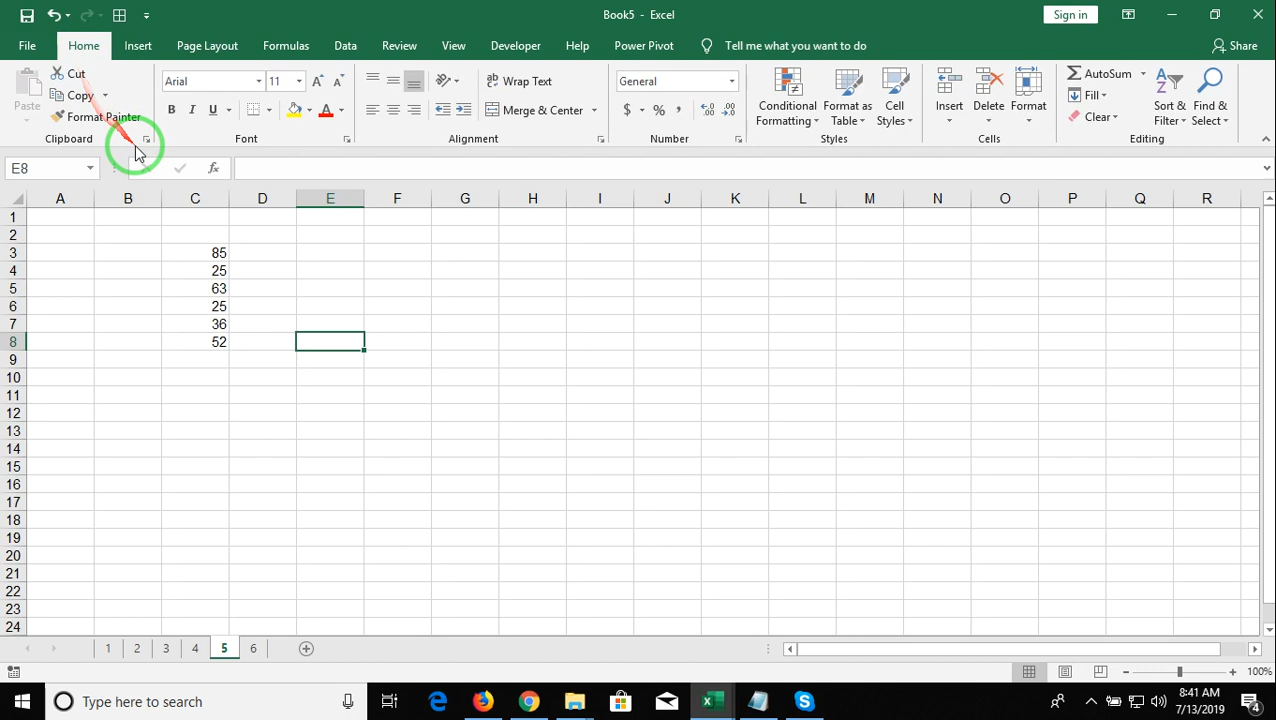 Book5 - Excel
Sign in
File Home Insert Page Layout Formulas Data Review View Developer Help Power Pivot Tell me what you want to do Share
Paste
Cut
Copy
Format Painter
Clipboard
Arial 11
B I U
Font
Wrap Text
Merge & Center
Alignment
General
$ % ,
Number
Conditional Formatting
Format as Table
Cell Styles
Styles
Insert
Delete
Format
Cells
AutoSum
Fill
Clear
Sort & Filter
Find & Select
Editing
E8
fx
A B C D E F G H I J K L M N O P Q R
1
2
3 85
4 25
5 63
6 25
7 36
8 52
9
10
11
12
13
14
15
16
17
18
19
20
21
22
23
24
1 2 3 4 5 6
100%
Type here to search
8:41 AM
7/13/2019
4